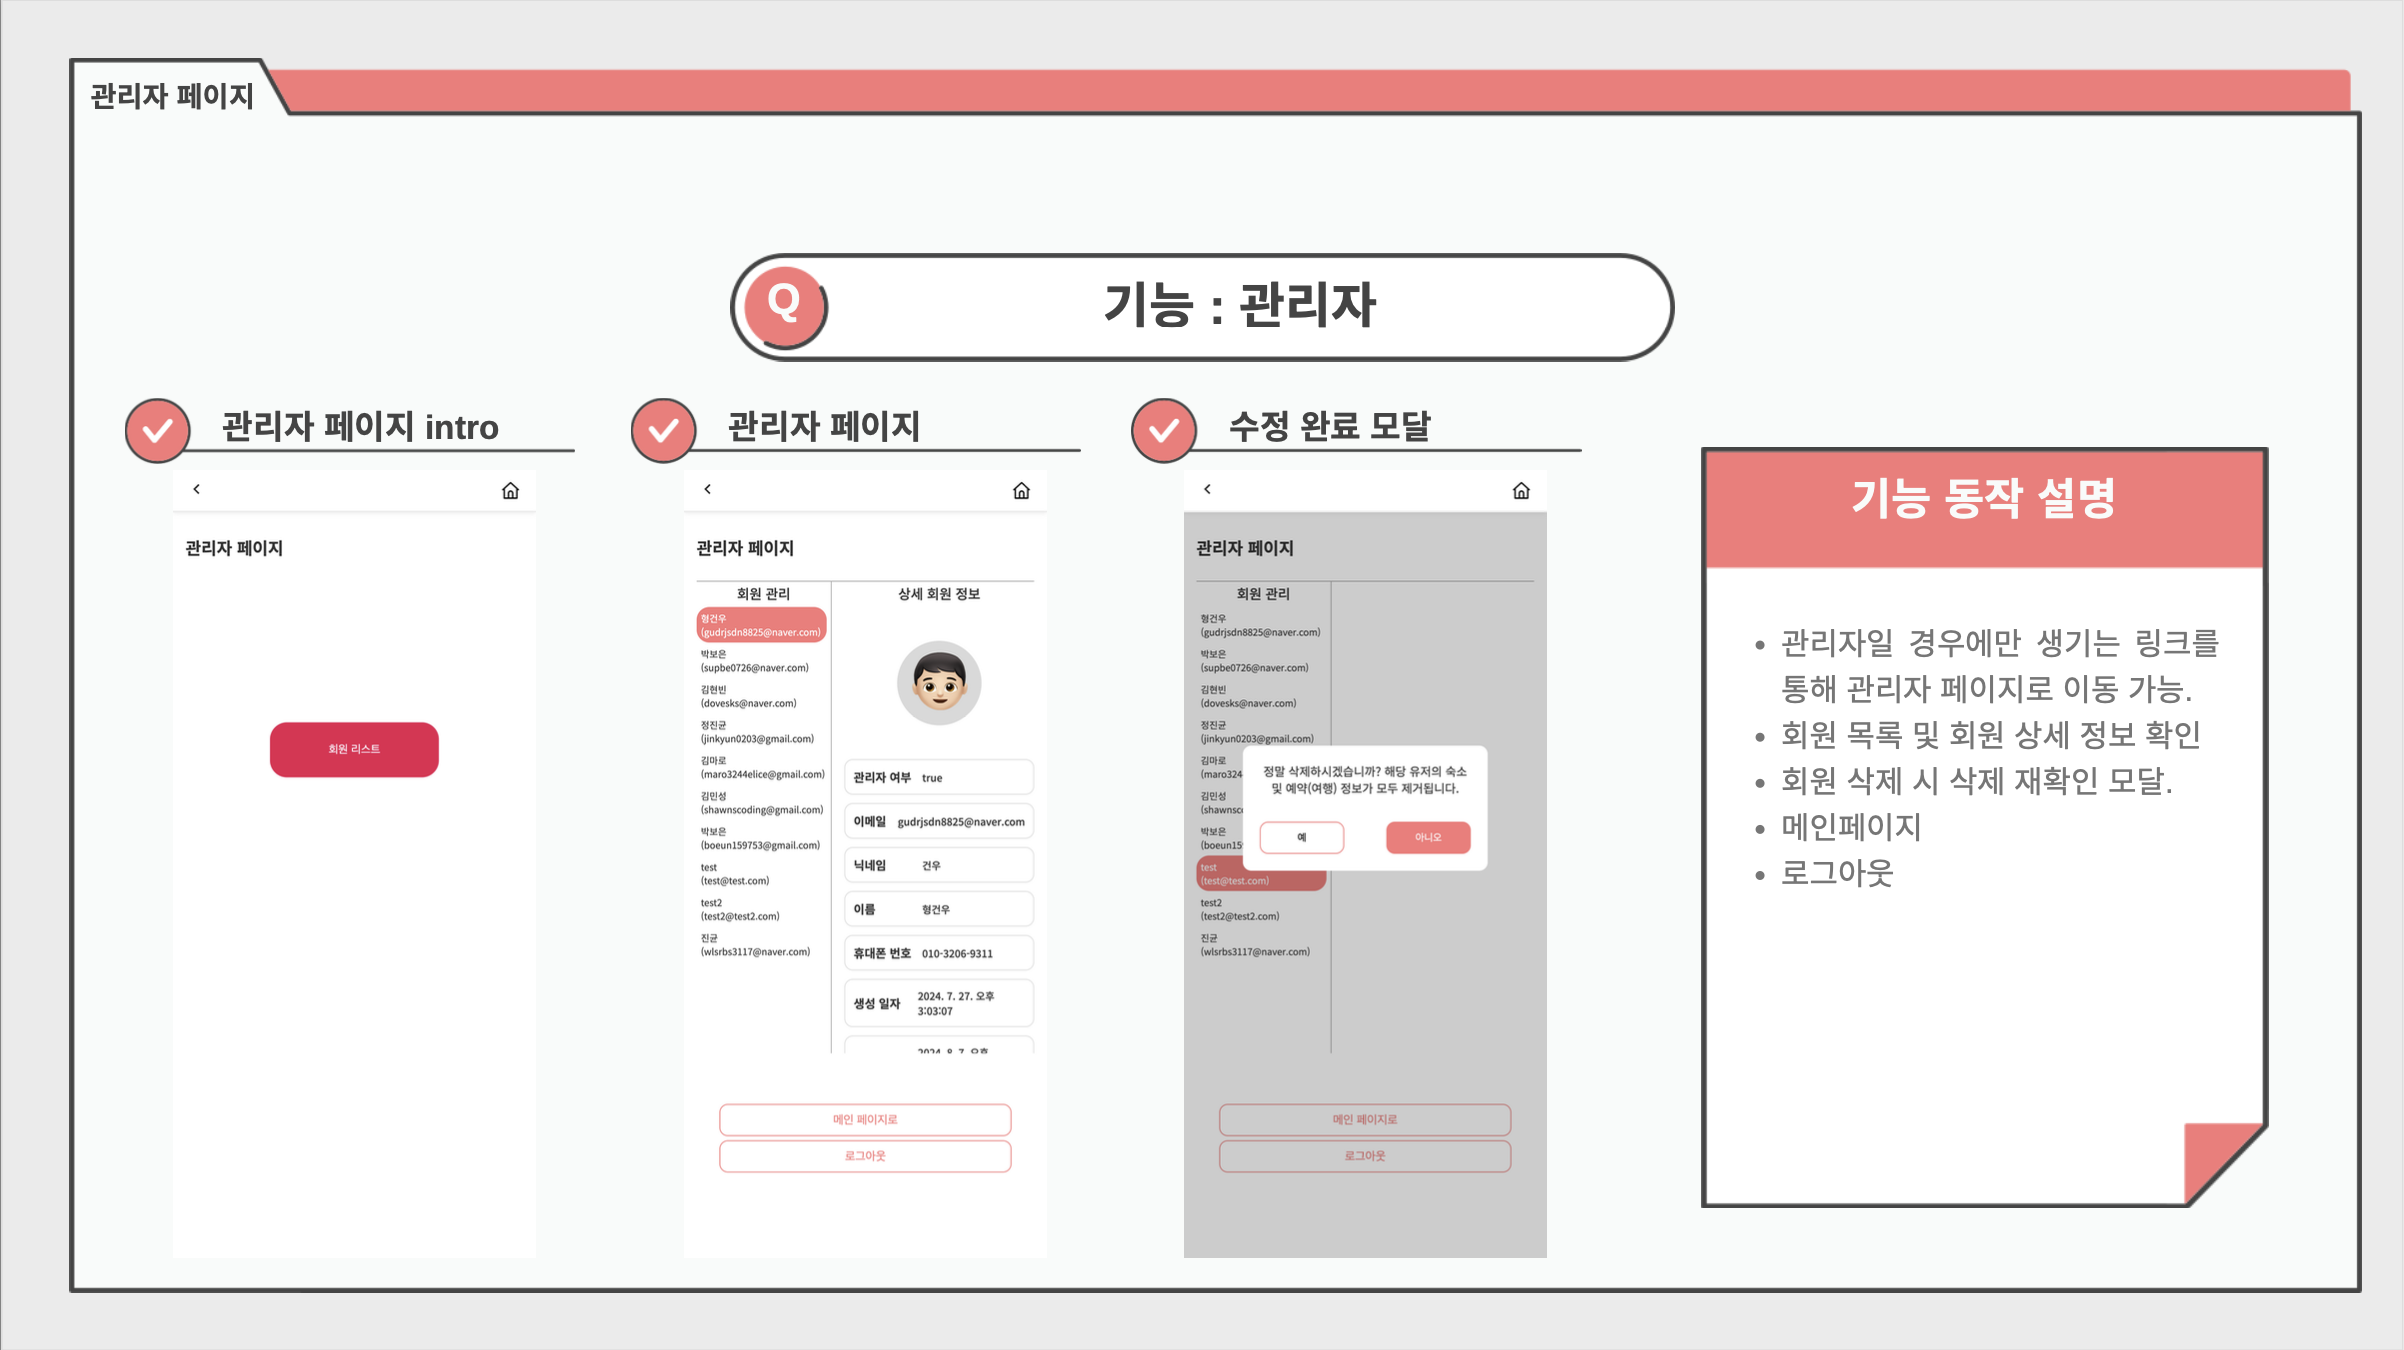 관리자 페이지
Q
기능 : 관리자
관리자 페이지 intro
관리자 페이지
회원 리스트
관리자 페이지
관리자 페이지
회원 관리
형건우
(gudrjsdn8825@naver.com)
박보은
(supbe0726@naver.com)
김현빈
(dovesks@naver.com)
정진균
(jinkyun0203@gmail.com)
김마로
(maro3244elice@gmail.com)
김민성
(shawnscoding@gmail.com)
박보은
(boeun159753@gmail.com)
test
(test@test.com)
test2
(test2@test2.com)
진균
(wlsrbs3117@naver.com)
상세 회원 정보
관리자 여부 true
이메일 gudrjsdn8825@naver.com
닉네임 건우
이름 형건우
휴대폰 번호 010-3206-9311
생성 일자 2024. 7. 27. 오후
3:03:07
2024. 8. 7. 오후
메인 페이지로
로그아웃
수정 완료 모달
관리자 페이지
회원 관리
형건우
(gudrjsdn8825@naver.com)
박보은
(supbe0726@naver.com)
김현빈
(dovesks@naver.com)
정진균
(jinkyun0203@gmail.com)
김마로
(maro324
김민성
(shawnsc
박보은
(boeun15
test
(test@test.com)
test2
(test2@test2.com)
진균
(wlsrbs3117@naver.com)
정말 삭제하시겠습니까? 해당 유저의 숙소
및 예약(여행) 정보가 모두 제거됩니다.
예
아니오
메인 페이지로
로그아웃
기능 동작 설명
• 관리자일 경우에만 생기는 링크를
통해 관리자 페이지로 이동 가능.
• 회원 목록 및 회원 상세 정보 확인
• 회원 삭제 시 삭제 재확인 모달.
• 메인페이지
• 로그아웃